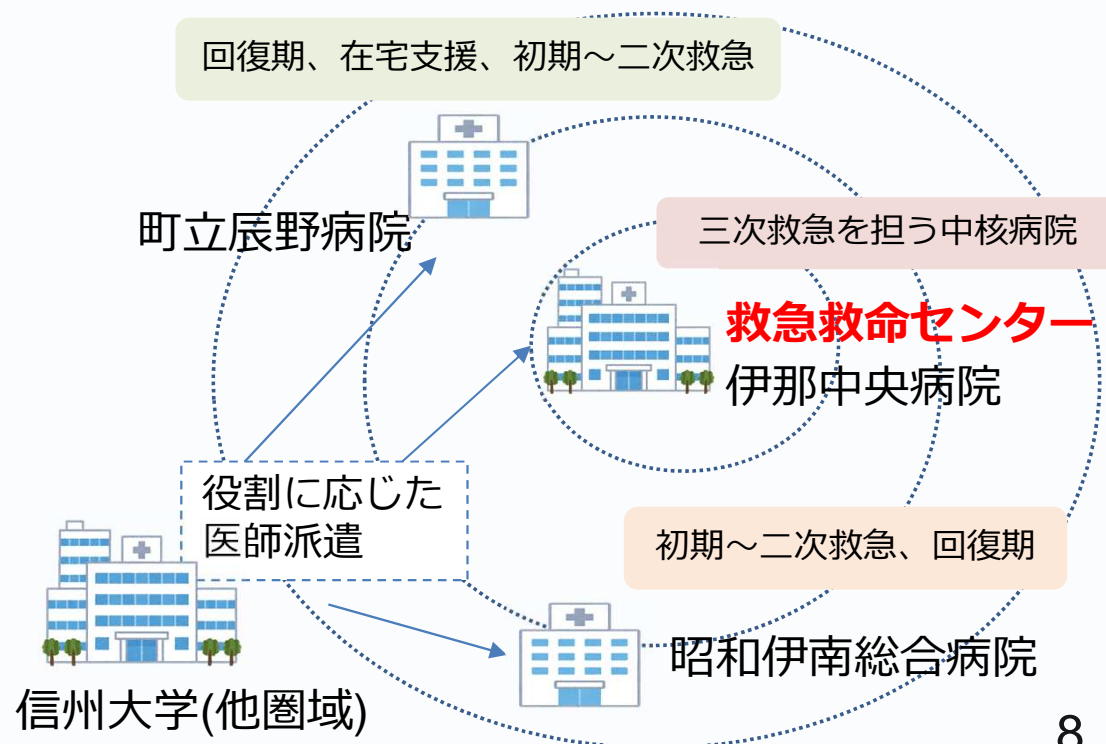 回復期、在宅支援、初期～二次救急
町立辰野病院
三次救急を担う中核病院
救急救命センター
伊那中央病院
役割に応じた
医師派遣
初期～二次救急、回復期
昭和伊南総合病院
信州大学(他圏域)
8